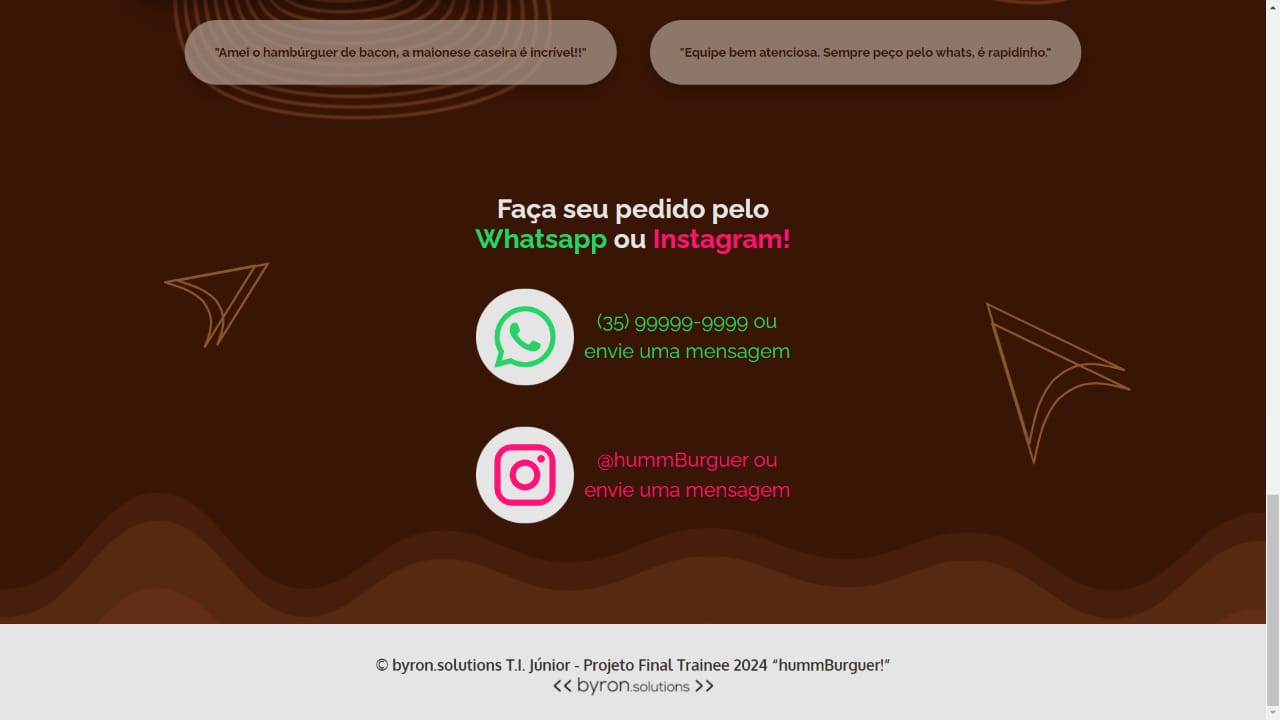 "Amei o hambúrguer de bacon, a maionese caseira é incrível!!"
"Equipe bem atenciosa. Sempre peço pelo whats, é rapidinho."
Faça seu pedido pelo
Whatsapp ou Instagram!
(35) 99999-9999 ou
envie uma mensagem
@hummBurguer ou
envie uma mensagem
© byron.solutions T.I. Júnior - Projeto Final Trainee 2024 “hummBurguer!”
<< byron.solutions >>